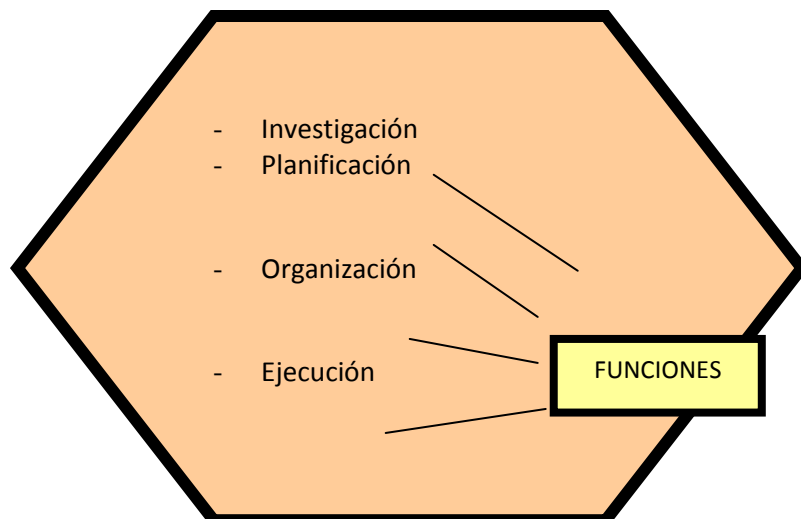 - Investigación
- Planificación
- Organización
- Ejecución
FUNCIONES